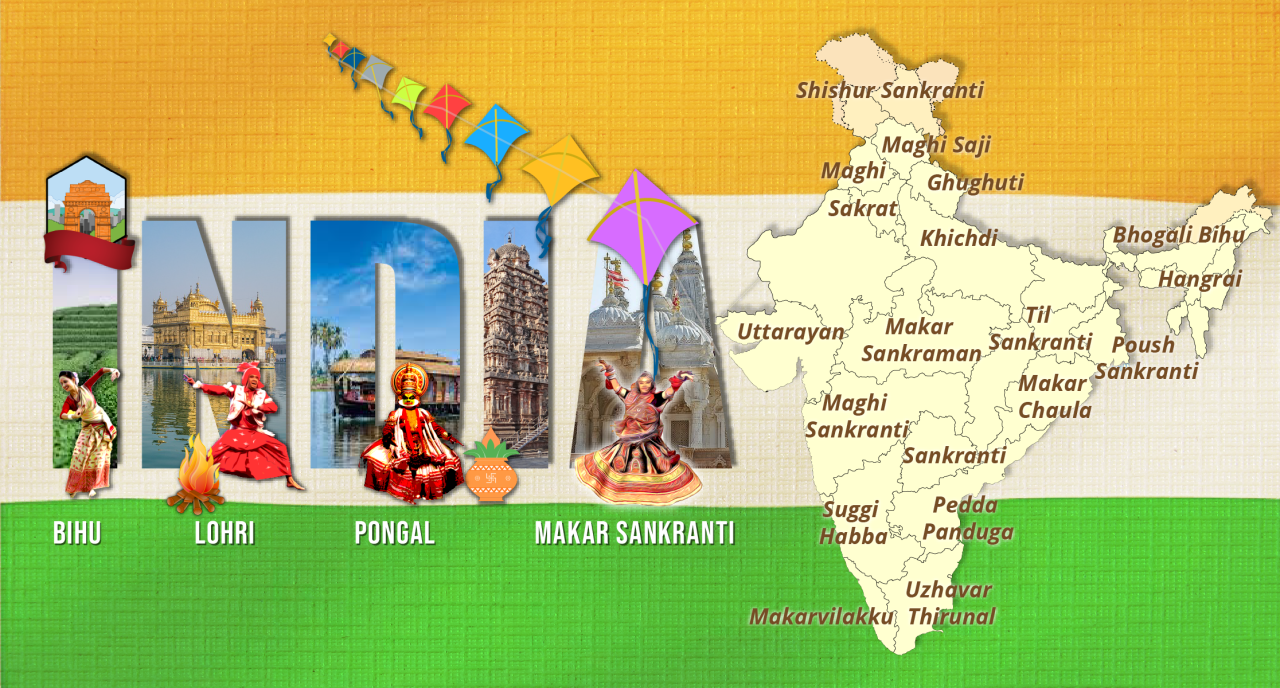 INDIA
BIHU
LOHRI
PONGAL
MAKAR SANKRANTI
Shishur Sankranti
Maghi Saji
Maghi
Ghughuti
Sakrat
Khichdi
Bhogali Bihu
Hangrai
Uttarayan
Makar
Sankraman
Til
Sankranti
Poush
Sankranti
Makar
Chaula
Maghi
Sankranti
Sankranti
Suggi
Habba
Pedda
Panduga
Uzhavar
Thirunal
Makarvilakku